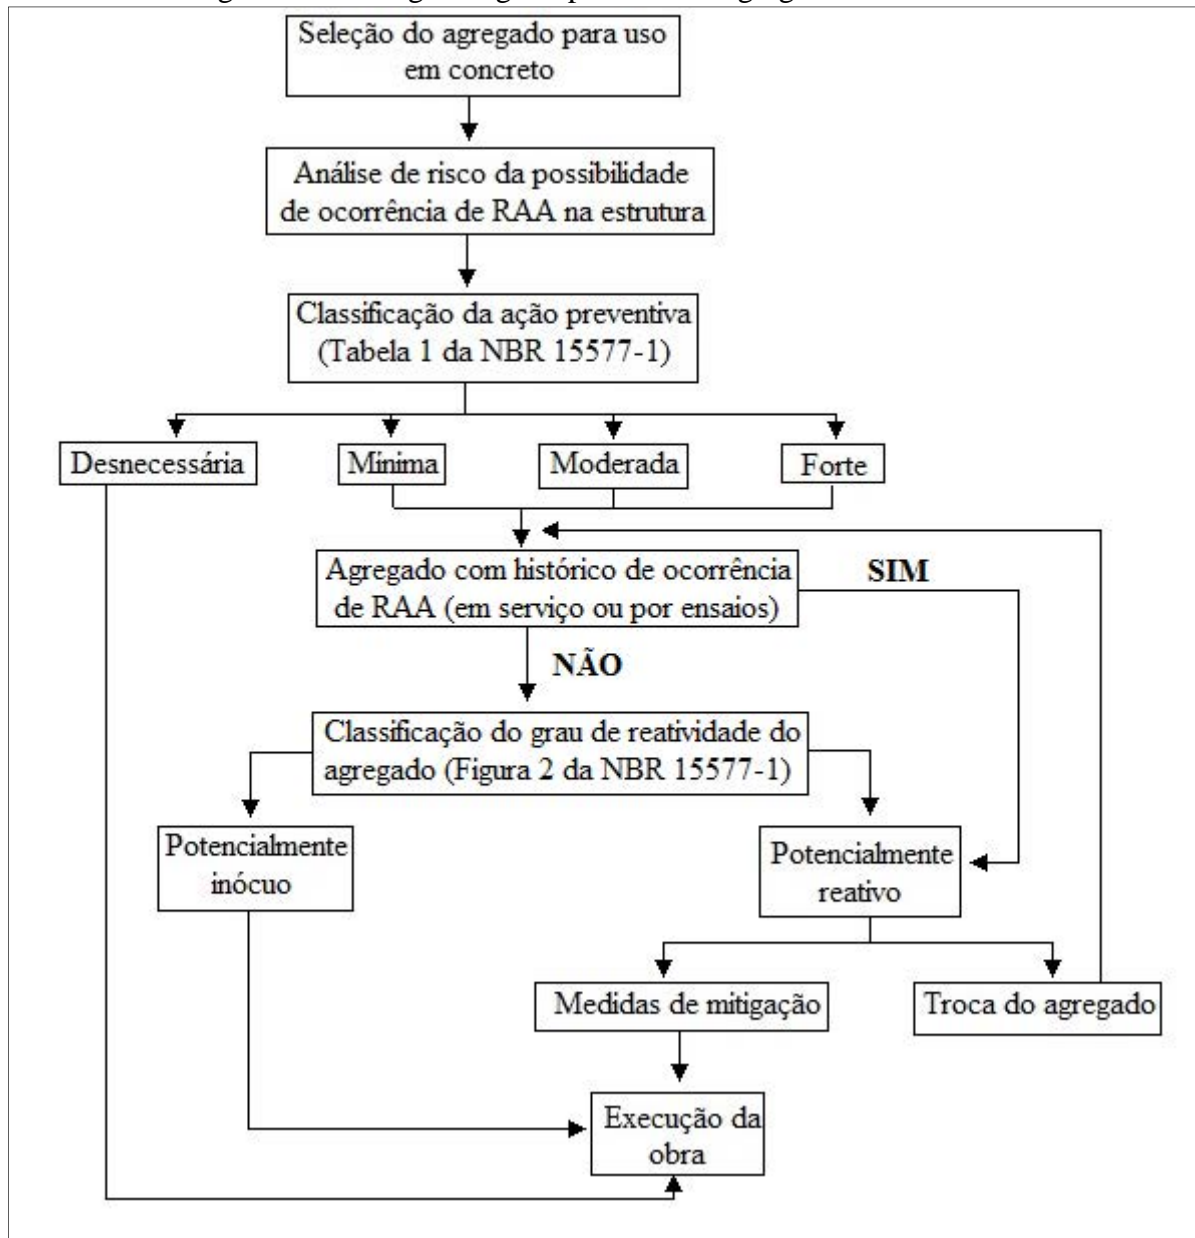 Seleção do agregado para uso
em concreto
Análise de risco da possibilidade
de ocorrência de RAA na estrutura
Classificação da ação preventiva
(Tabela 1 da NBR 15577-1)
Desnecessária
Mínima
Moderada
Forte
Agregado com histórico de ocorrência
de RAA (em serviço ou por ensaios)
SIM
NÃO
Classificação do grau de reatividade do
agregado (Figura 2 da NBR 15577-1)
Potencialmente
inócuo
Potencialmente
reativo
Medidas de mitigação
Troca do agregado
Execução da
obra